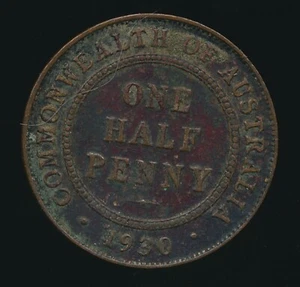 COMMONWEALTH OF AUSTRALIA
ONE
HALF
PENNY
1930